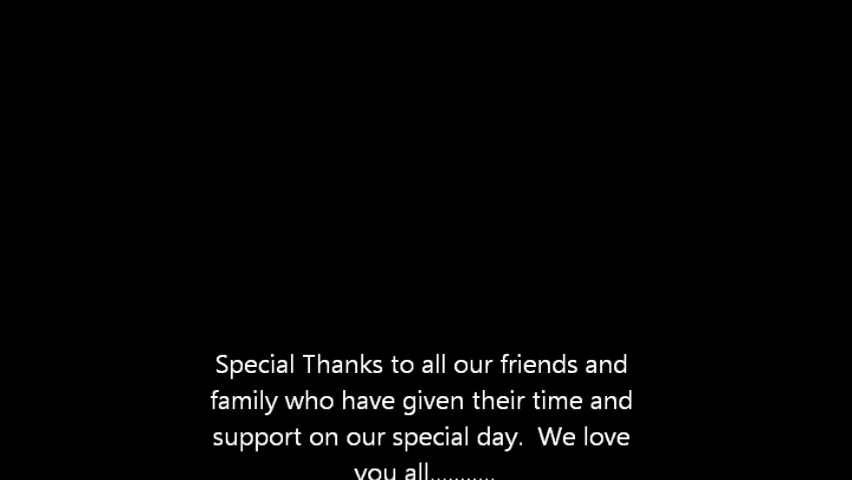 Special Thanks to all our friends and
family who have given their time and
support on our special day.  We love
you all...........